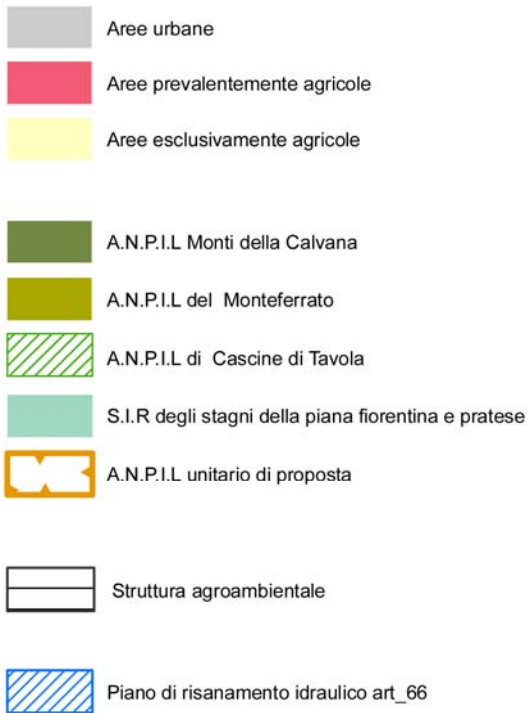 Aree urbane
Aree prevalentemente agricole
Aree esclusivamente agricole
A.N.P.I.L Monti della Calvana
A.N.P.I.L del Monteferrato
A.N.P.I.L di Cascine di Tavola
S.I.R degli stagni della piana fiorentina e pratese
A.N.P.I.L unitario di proposta
Struttura agroambientale
Piano di risanamento idraulico art_66